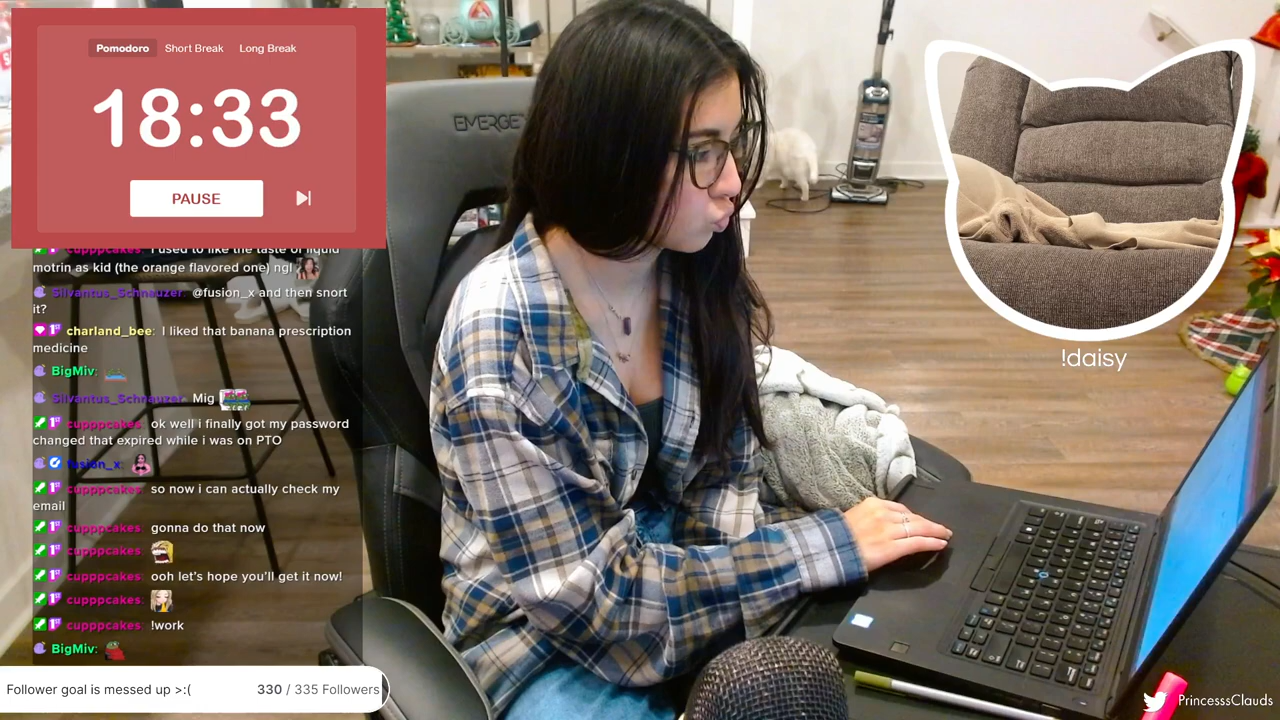 Pomodoro Short Break Long Break
18:33
PAUSE
cupppcakes: I used to like the taste of liquid
motrin as kid (the orange flavored one) ngl
Silvantus_Schnauzer: @fusion_x and then snort
it?
charland_bee: I liked that banana prescription
medicine
BigMiv:
Silvantus_Schnauzer: Mig
cupppcakes: ok well i finally got my password
changed that expired while i was on PTO
fusion_x:
cupppcakes: so now i can actually check my
email
cupppcakes: gonna do that now
cupppcakes:
cupppcakes: ooh let's hope you'll get it now!
cupppcakes:
cupppcakes: !work
BigMiv:
Follower goal is messed up >:( 330 / 335 Followers
EMERGE
!daisy
PrincesssClauds